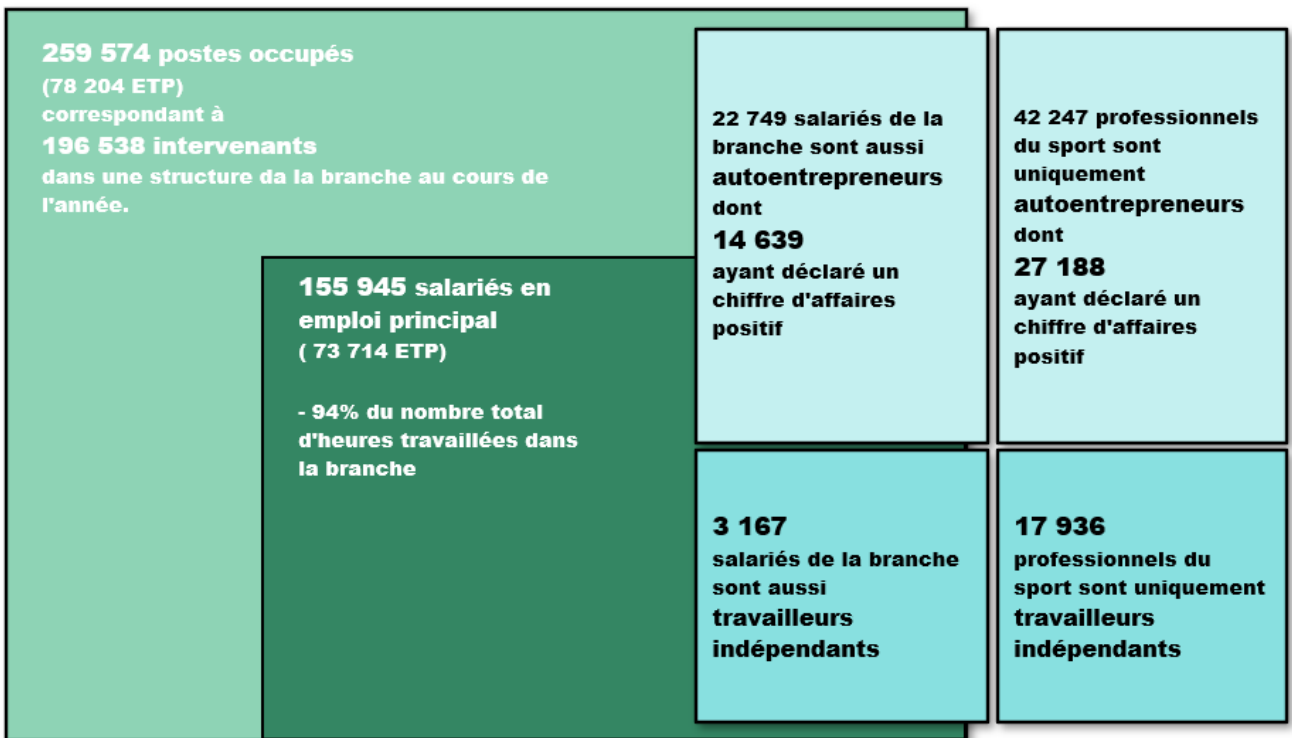 259 574 postes occupés
(78 204 ETP)
correspondant à
196 538 intervenants
dans une structure da la branche au cours de
l'année.
155 945 salariés en
emploi principal
( 73 714 ETP)
- 94% du nombre total
d'heures travaillées dans
la branche
22 749 salariés de la
branche sont aussi
autoentrepreneurs
dont
14 639
ayant déclaré un
chiffre d'affaires
positif
42 247 professionnels
du sport sont
uniquement
autoentrepreneurs
dont
27 188
ayant déclaré un
chiffre d'affaires
positif
3 167
salariés de la branche
sont aussi
travailleurs
indépendants
17 936
professionnels du
sport sont uniquement
travailleurs
indépendants